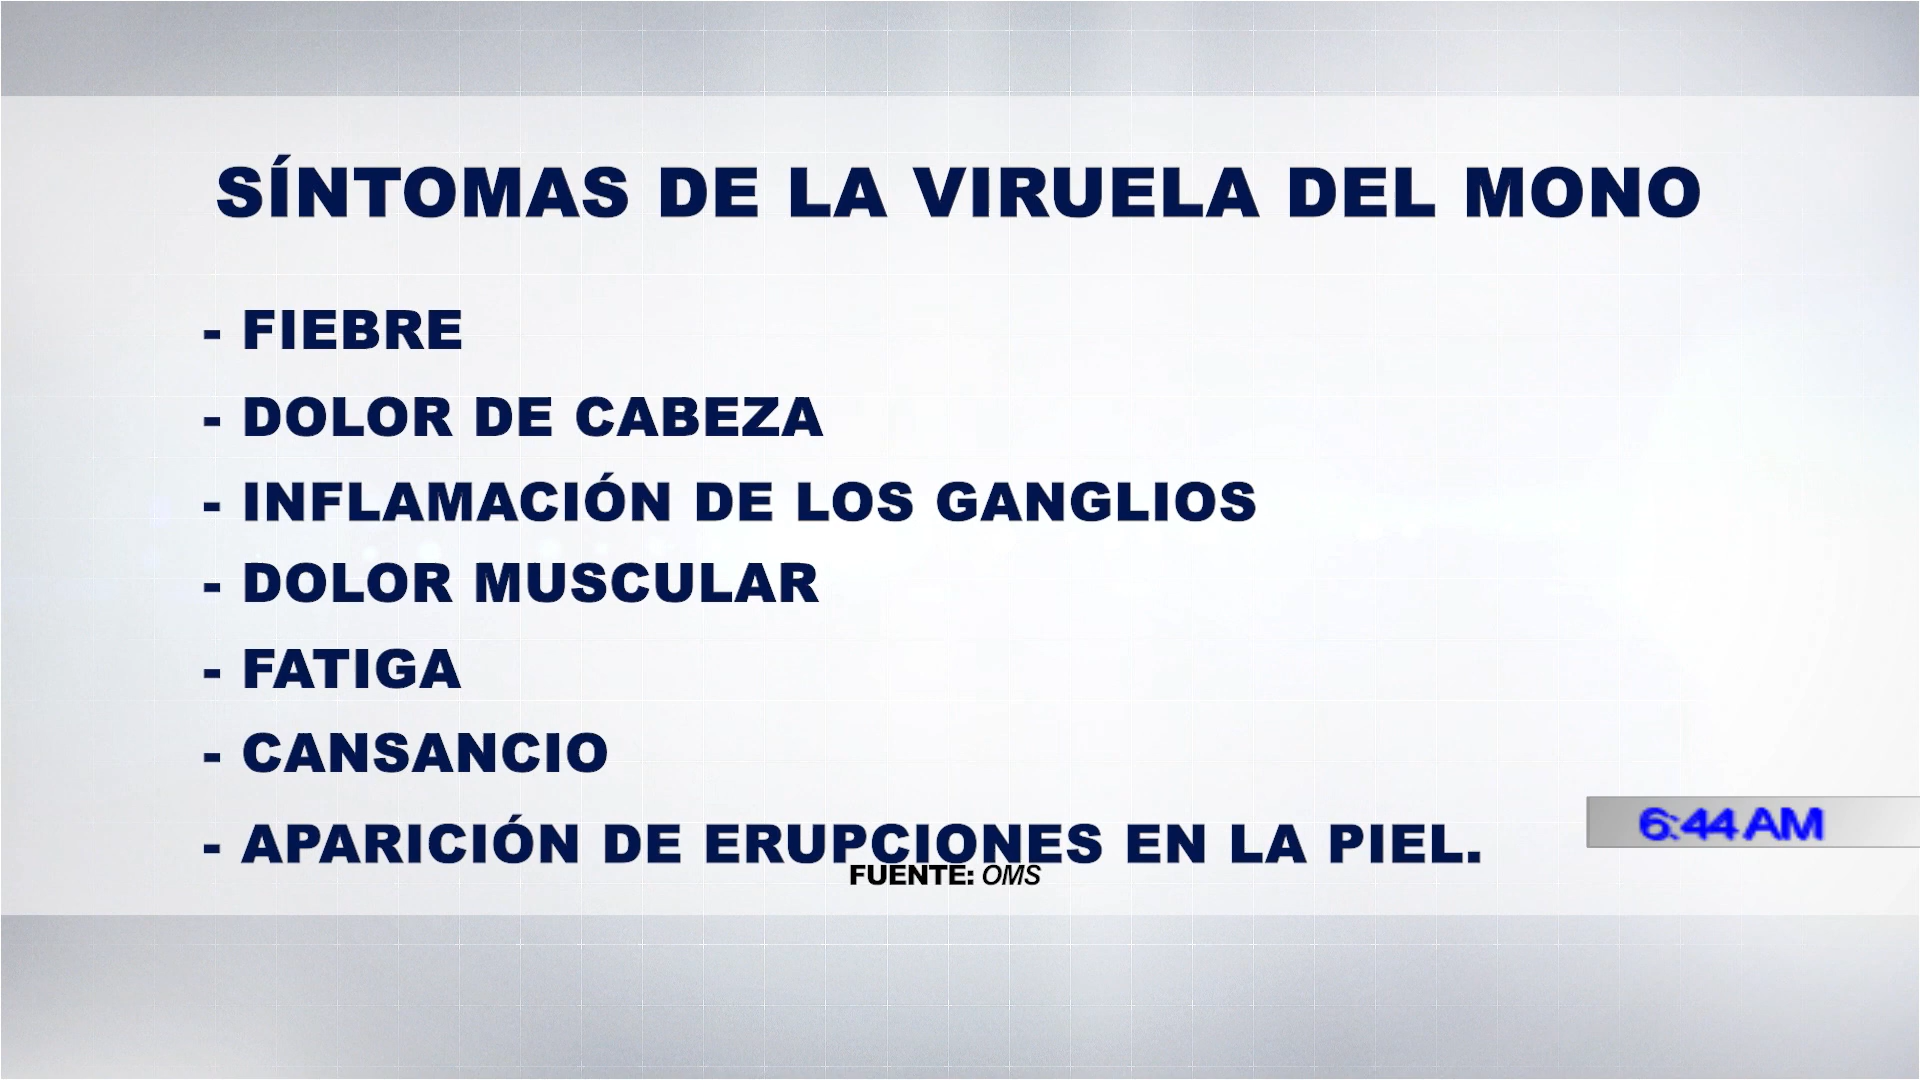 SÍNTOMAS DE LA VIRUELA DEL MONO
- FIEBRE
- DOLOR DE CABEZA
- INFLAMACIÓN DE LOS GANGLIOS
- DOLOR MUSCULAR
- FATIGA
- CANSANCIO
- APARICIÓN DE ERUPCIONES EN LA PIEL.
6:44 AM
FUENTE: OMS